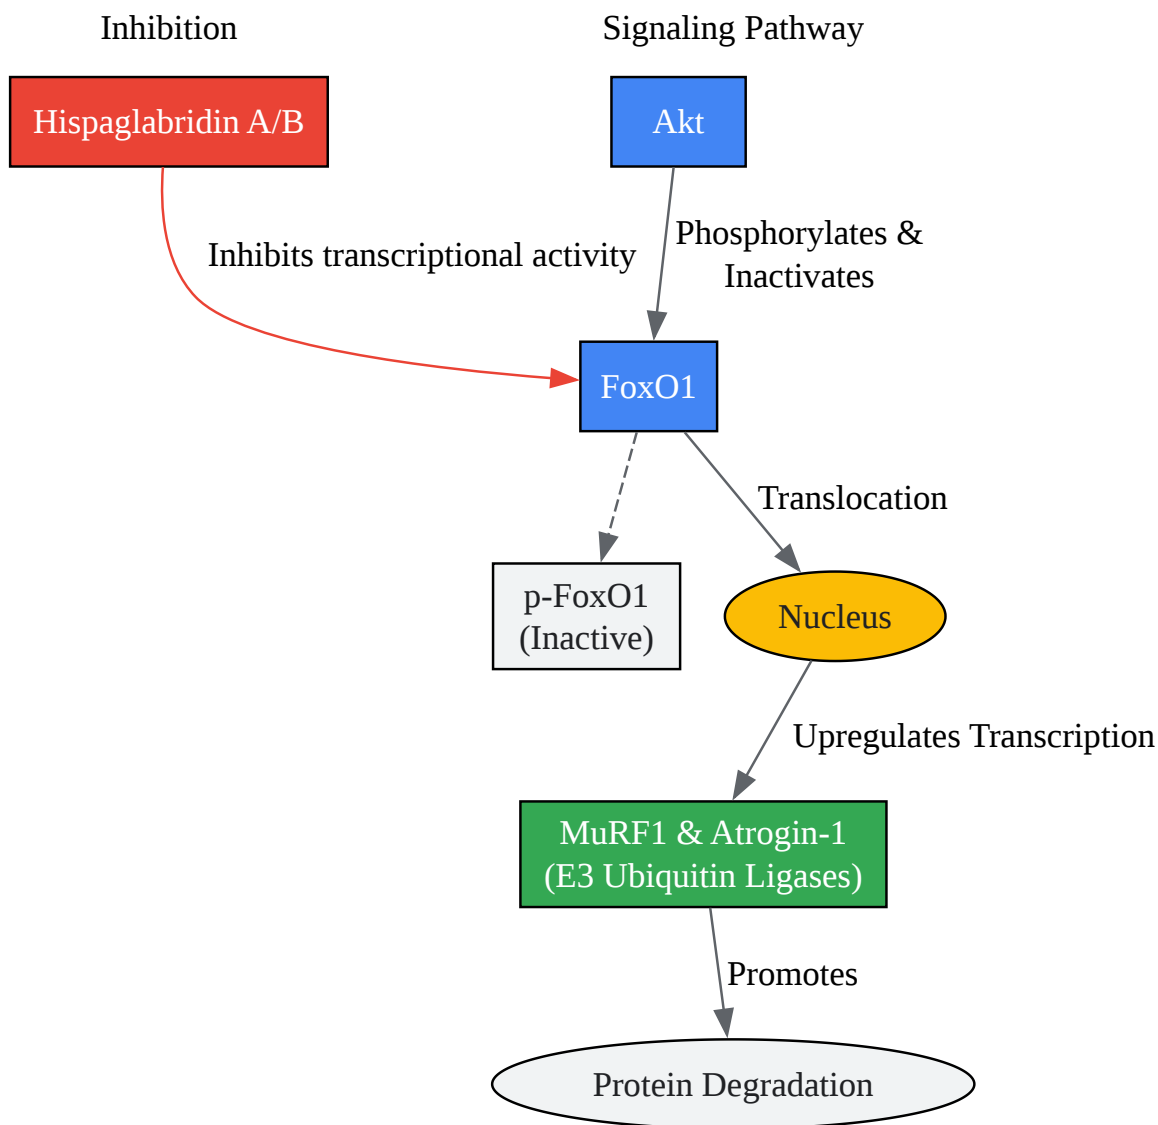 Inhibition
Signaling Pathway
Hispaglabridin A/B
Akt
Inhibits transcriptional activity
Phosphorylates &
Inactivates
FoxO1
Translocation
p-FoxO1
(Inactive)
Nucleus
Upregulates Transcription
MuRF1 & Atrogin-1
(E3 Ubiquitin Ligases)
Promotes
Protein Degradation